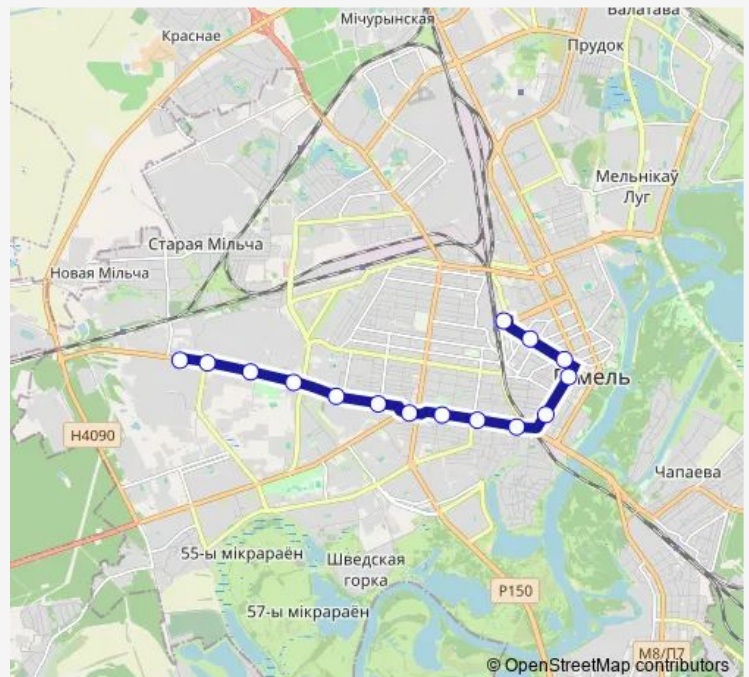 Валатава
Мічурынская
Краснае
Прудок
Мельнікаў
Луг
Старая Мільча
Новая Мільча
Гомель
H4090
Чапаева
55-ы мікрараён
Шведская
горка
P150
57-ы мікрараён
M8/П7
© OpenStreetMap contributors